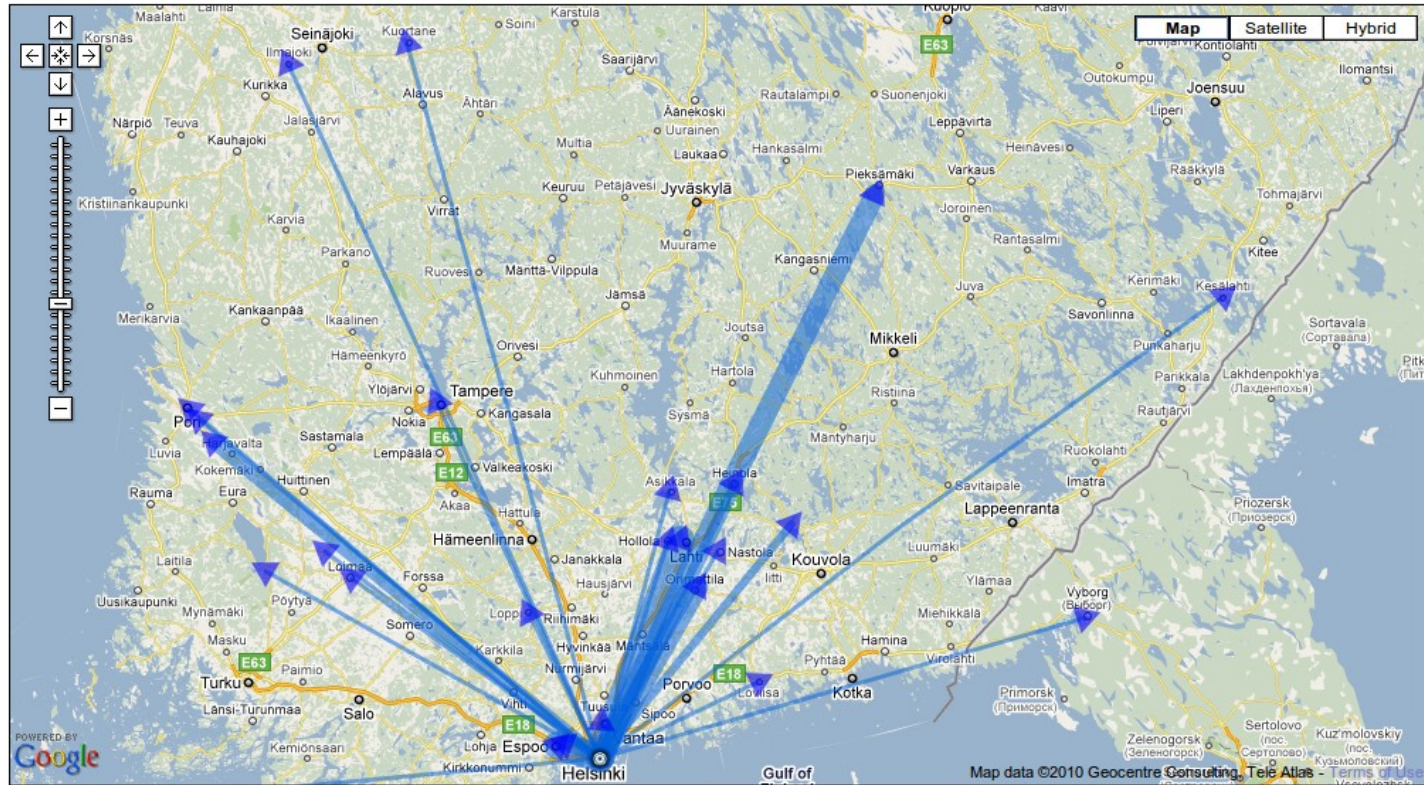 Maalahti
Laihia
Kuortane
Soini
Karstula
Kuopio
Kaavi
Outokumpu
Polvijärvi
Map
Satellite
Hybrid
Korsnäs
Ilmajoki
Seinäjoki
Saarijärvi
E63
Kontiolahti
Ilomantsi
Kurikka
Alavus
Ähtäri
Äänekoski
Rautalampi
Suonenjoki
Joensuu
Närpiö
Teuva
Jalasjärvi
Uurainen
Leppävirta
Liperi
Kauhajoki
Multia
Laukaa
Hankasalmi
Heinävesi
Rääkkylä
Kristiinankaupunki
Keuruu
Petäjävesi
Jyväskylä
Pieksämäki
Varkaus
Tohmajärvi
Karvia
Virrat
Joroinen
Parkano
Muurame
Rantasalmi
Kitee
Ruovesi
Mänttä-Vilppula
Kangasniemi
Kerimäki
Kesälahti
Merikarvia
Kankaanpää
Jämsä
Juva
Savonlinna
Ikaalinen
Joutsa
Mikkeli
Punkaharju
Sortavala
(Сортавала)
Hämeenkyrö
Orivesi
Kuhmoinen
Hartola
Ristiina
Parikkala
Lakhdenpokh'ya
(Лахденпохья)
Ylöjärvi
Tampere
Pori
Nokia
Kangasala
Sysmä
Rautjärvi
Luvia
Harjavalta
Sastamala
E63
Lempäälä
Mäntyharju
Kokemäki
E12
Valkeakoski
Ruokolahti
Rauma
Eura
Huittinen
Akaa
Asikkala
Heinola
E75
Savitaipale
Imatra
Hattula
Lappeenranta
Priozersk
(Приозерск)
Hämeenlinna
Hollola
Lahti
Nastola
Laitila
Loimaa
Janakkala
Iitti
Kouvola
Luumäki
Uusikaupunki
Forssa
Hausjärvi
Orimattila
Ylämaa
Vyborg
(Выборг)
Mynämäki
Pöytyä
Loppi
Riihimäki
Miehikkälä
Masku
Somero
Hyvinkää
Mäntsälä
Hamina
E63
Karkkila
Virolahti
Turku
Paimio
Nurmijärvi
E18
Pyhtää
Loviisa
Kotka
Länsi-Turunmaa
Salo
Vihti
Tuusula
Sipoo
Porvoo
Primorsk
(Приморск)
E18
Lohja
Espoo
antaa
Kemiönsaari
Kirkkonummi
Helsinki
Zelenogorsk
(Зеленогорск)
Sertolovo
(пос.
Сертолово)
Kuz'molovskiy
(пос.
Кузьмоловский)
POWERED BY
Google
Gulf of
Map data ©2010 Geocentre Consulting, Tele Atlas - Terms of Use